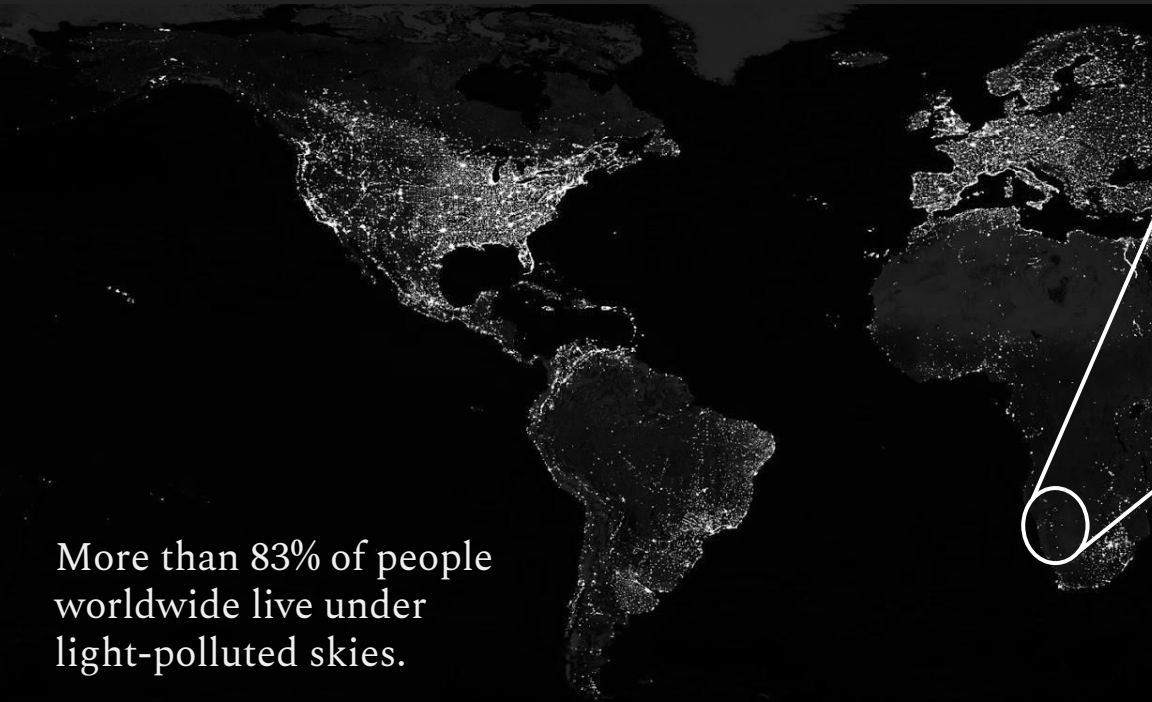 More than 83% of people
worldwide live under
light-polluted skies.